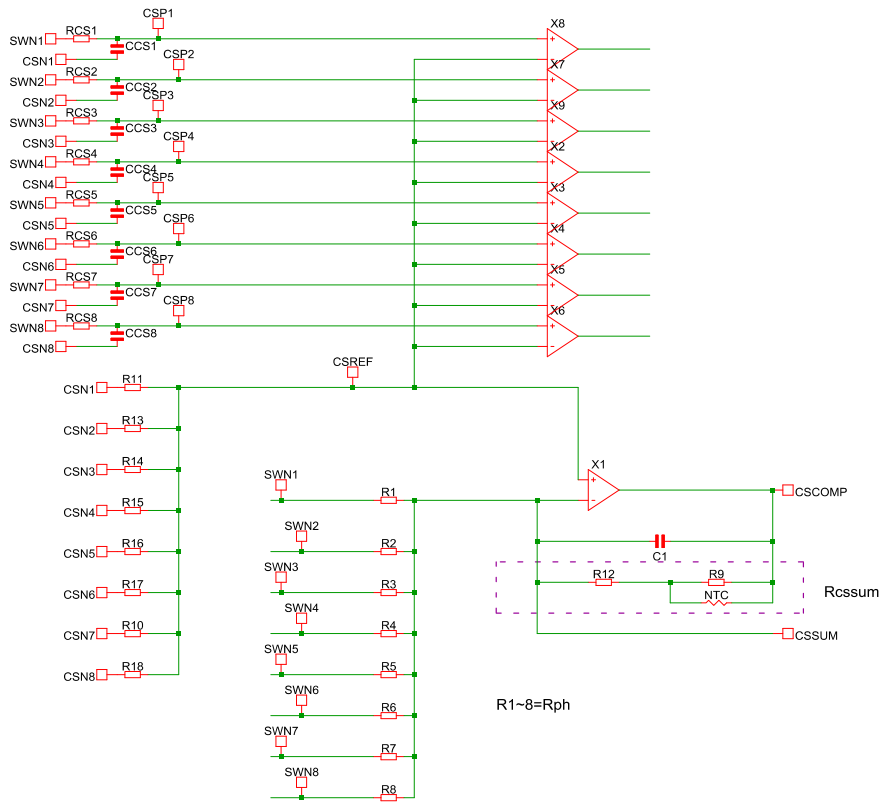 CSP1
X8
RCS1
SWN1
CCS1
CSN1
CSP2
X7
RCS2
SWN2
CCS2
CSN2
CSP3
X9
RCS3
SWN3
CCS3
CSN3
CSP4
X2
RCS4
SWN4
CCS4
CSN4
CSP5
X3
RCS5
SWN5
CCS5
CSN5
CSP6
X4
RCS6
SWN6
CCS6
CSN6
CSP7
X5
RCS7
SWN7
CCS7
CSN7
CSP8
X6
RCS8
SWN8
CCS8
CSN8
CSREF
CSN1
R11
CSN2
R13
CSN3
R14
CSN4
R15
CSN5
R16
CSN6
R17
CSN7
R10
CSN8
R18
SWN1
R1
SWN2
R2
SWN3
R3
SWN4
R4
SWN5
R5
SWN6
R6
SWN7
R7
SWN8
R8
X1
CSCOMP
C1
R12
R9
NTC
Rcssum
CSSUM
R1~8=Rph